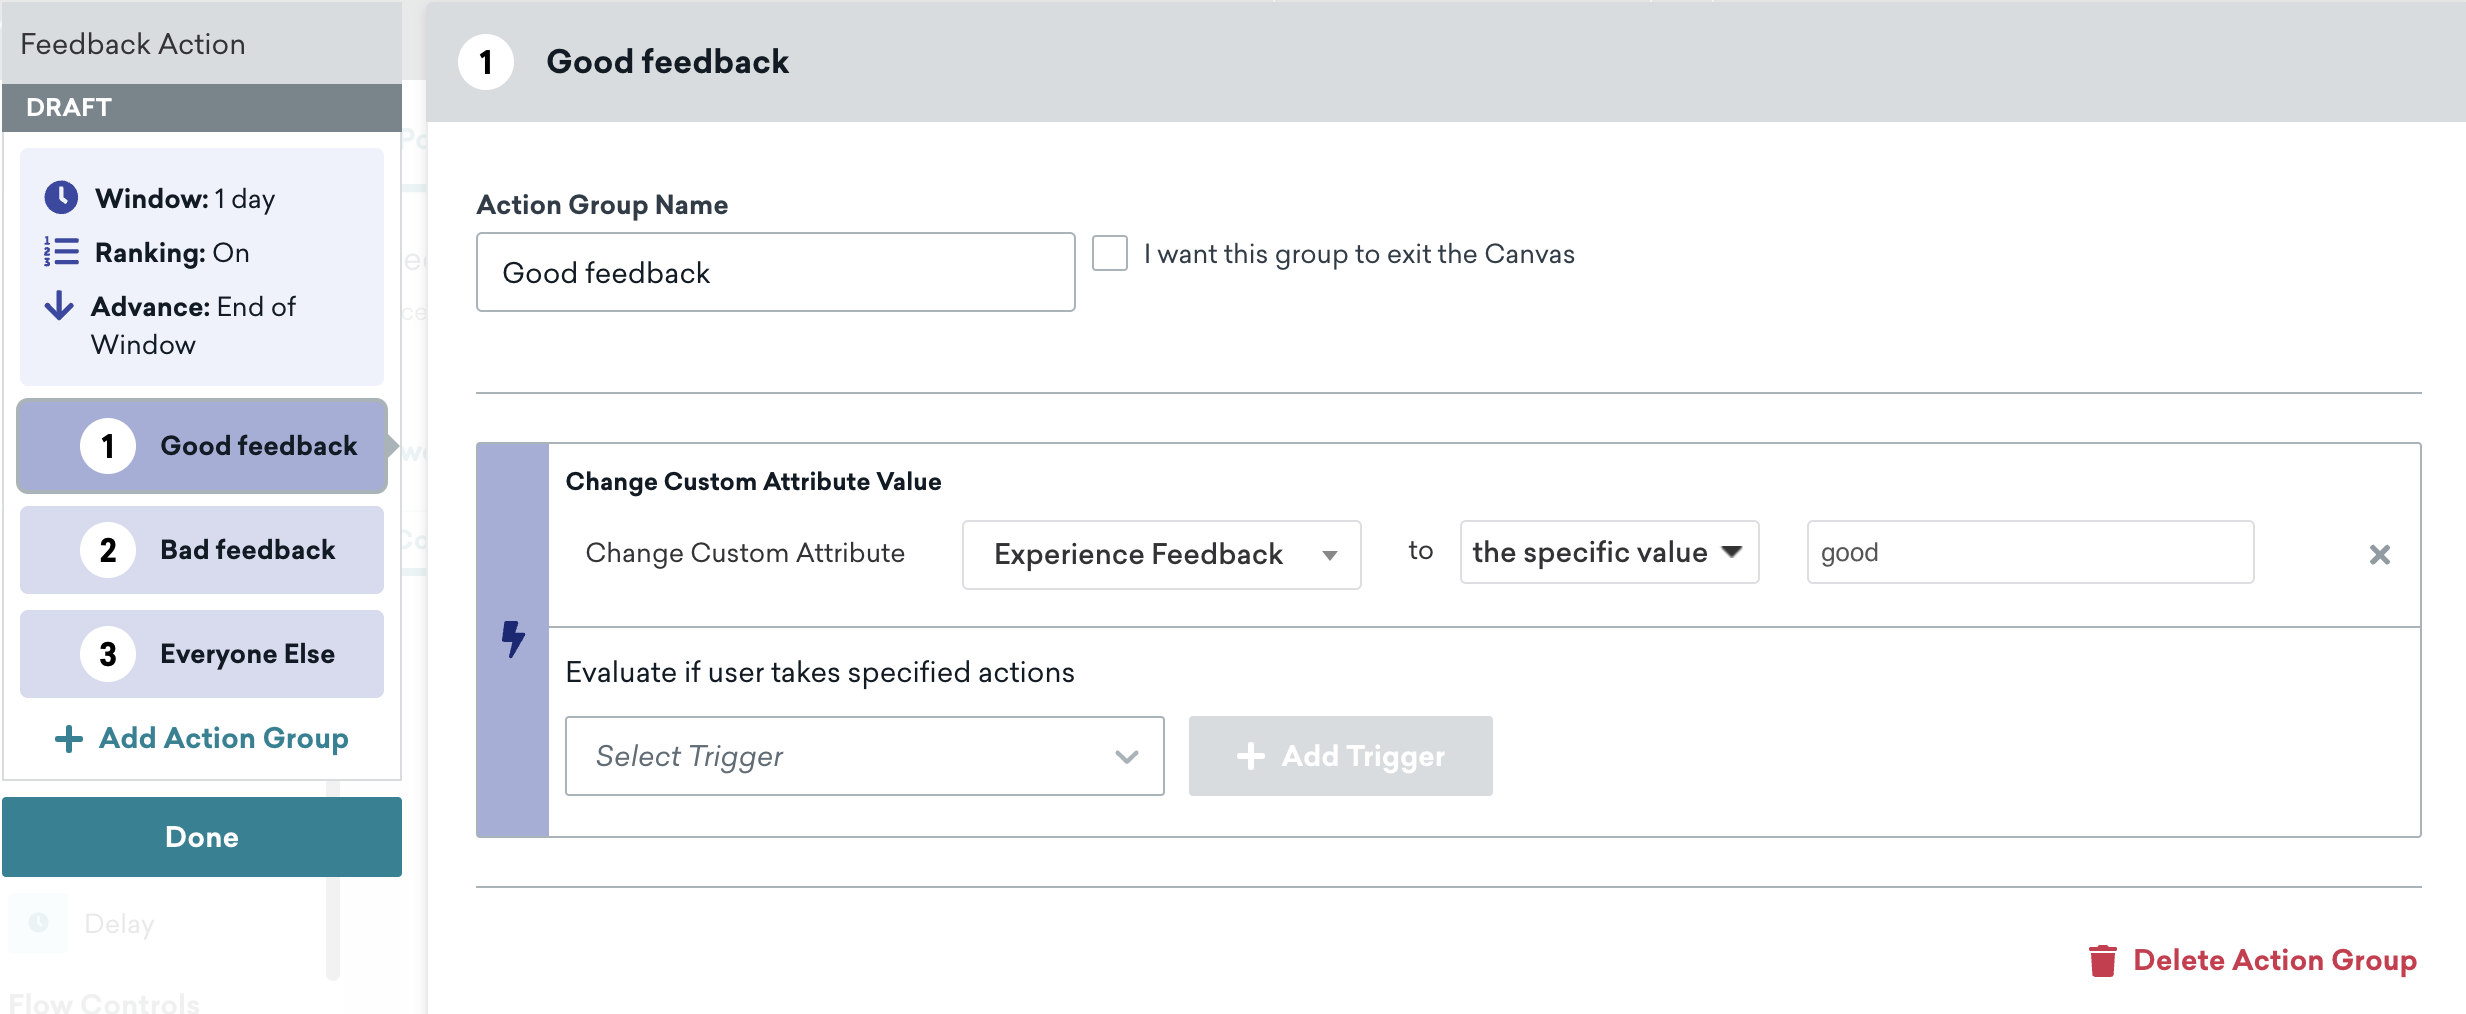 Feedback Action
DRAFT
Window: 1 day
Ranking: On
Advance: End of
Window
1 Good feedback
2 Bad feedback
3 Everyone Else
+ Add Action Group
Done
Delay
Flow Controls
1 Good feedback
Action Group Name
Good feedback
I want this group to exit the Canvas
Change Custom Attribute Value
Change Custom Attribute Experience Feedback to the specific value good
Evaluate if user takes specified actions
Select Trigger + Add Trigger
Delete Action Group